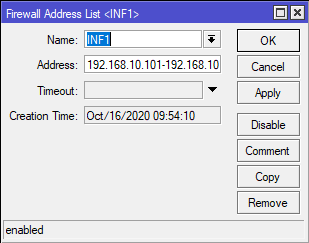 Firewall Address List <INF1>
Name: INF1
OK
Address: 192.168.10.101-192.168.10
Cancel
Timeout:
Apply
Creation Time: Oct/16/2020 09:54:10
Disable
Comment
Copy
Remove
enabled